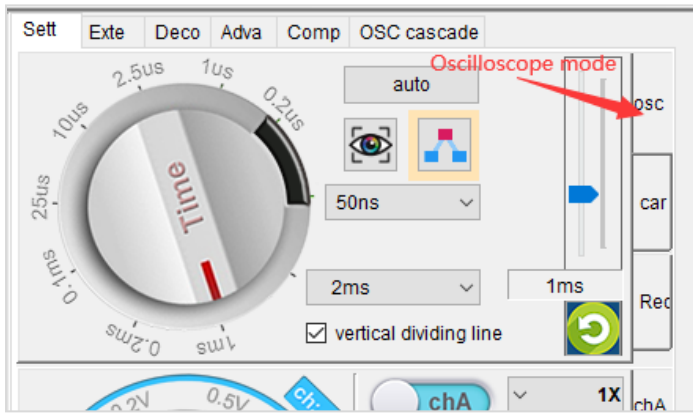 Sett Exte Deco Adva Comp OSC cascade
Oscilloscope mode
2.5us 1us 0.2us
auto
osc
10us
25us
Time
50ns
car
0.1ms
2ms
1ms
Rec
0.2ms 1ms
vertical dividing line
0.2V 0.5V ch
chA
1X
chA